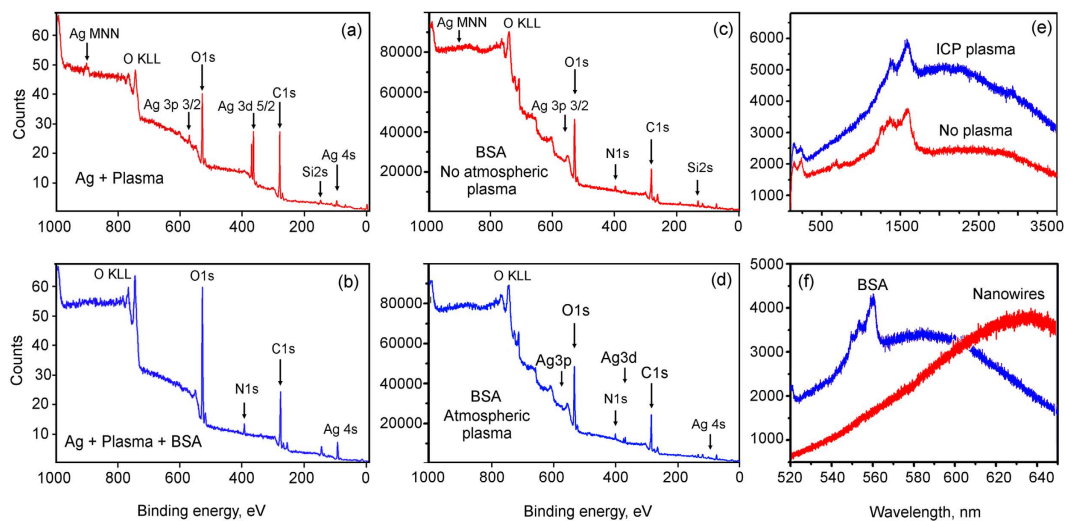 (a)
Ag MNN
O KLL
O1s
Ag 3p 3/2
Ag 3d 5/2
C1s
Si2s
Ag 4s
Ag + Plasma
Counts
60
50
40
30
20
10
1000 800 600 400 200 0
(c)
Ag MNN
O KLL
O1s
Ag 3p 3/2
N1s
C1s
Si2s
BSA
No atmospheric
plasma
80000
60000
40000
20000
1000 800 600 400 200 0
(e)
ICP plasma
No plasma
6000
5000
4000
3000
2000
1000
500 1000 1500 2000 2500 3000 3500
(b)
O KLL
O1s
N1s
C1s
Ag 4s
Ag + Plasma + BSA
Counts
60
50
40
30
20
10
1000 800 600 400 200 0
Binding energy, eV
(d)
O KLL
O1s
Ag3p
Ag3d
N1s
C1s
Ag 4s
BSA
Atmospheric
plasma
80000
60000
40000
20000
1000 800 600 400 200 0
Binding energy, eV
(f)
BSA
Nanowires
5000
4000
3000
2000
1000
520 540 560 580 600 620 640
Wavelength, nm